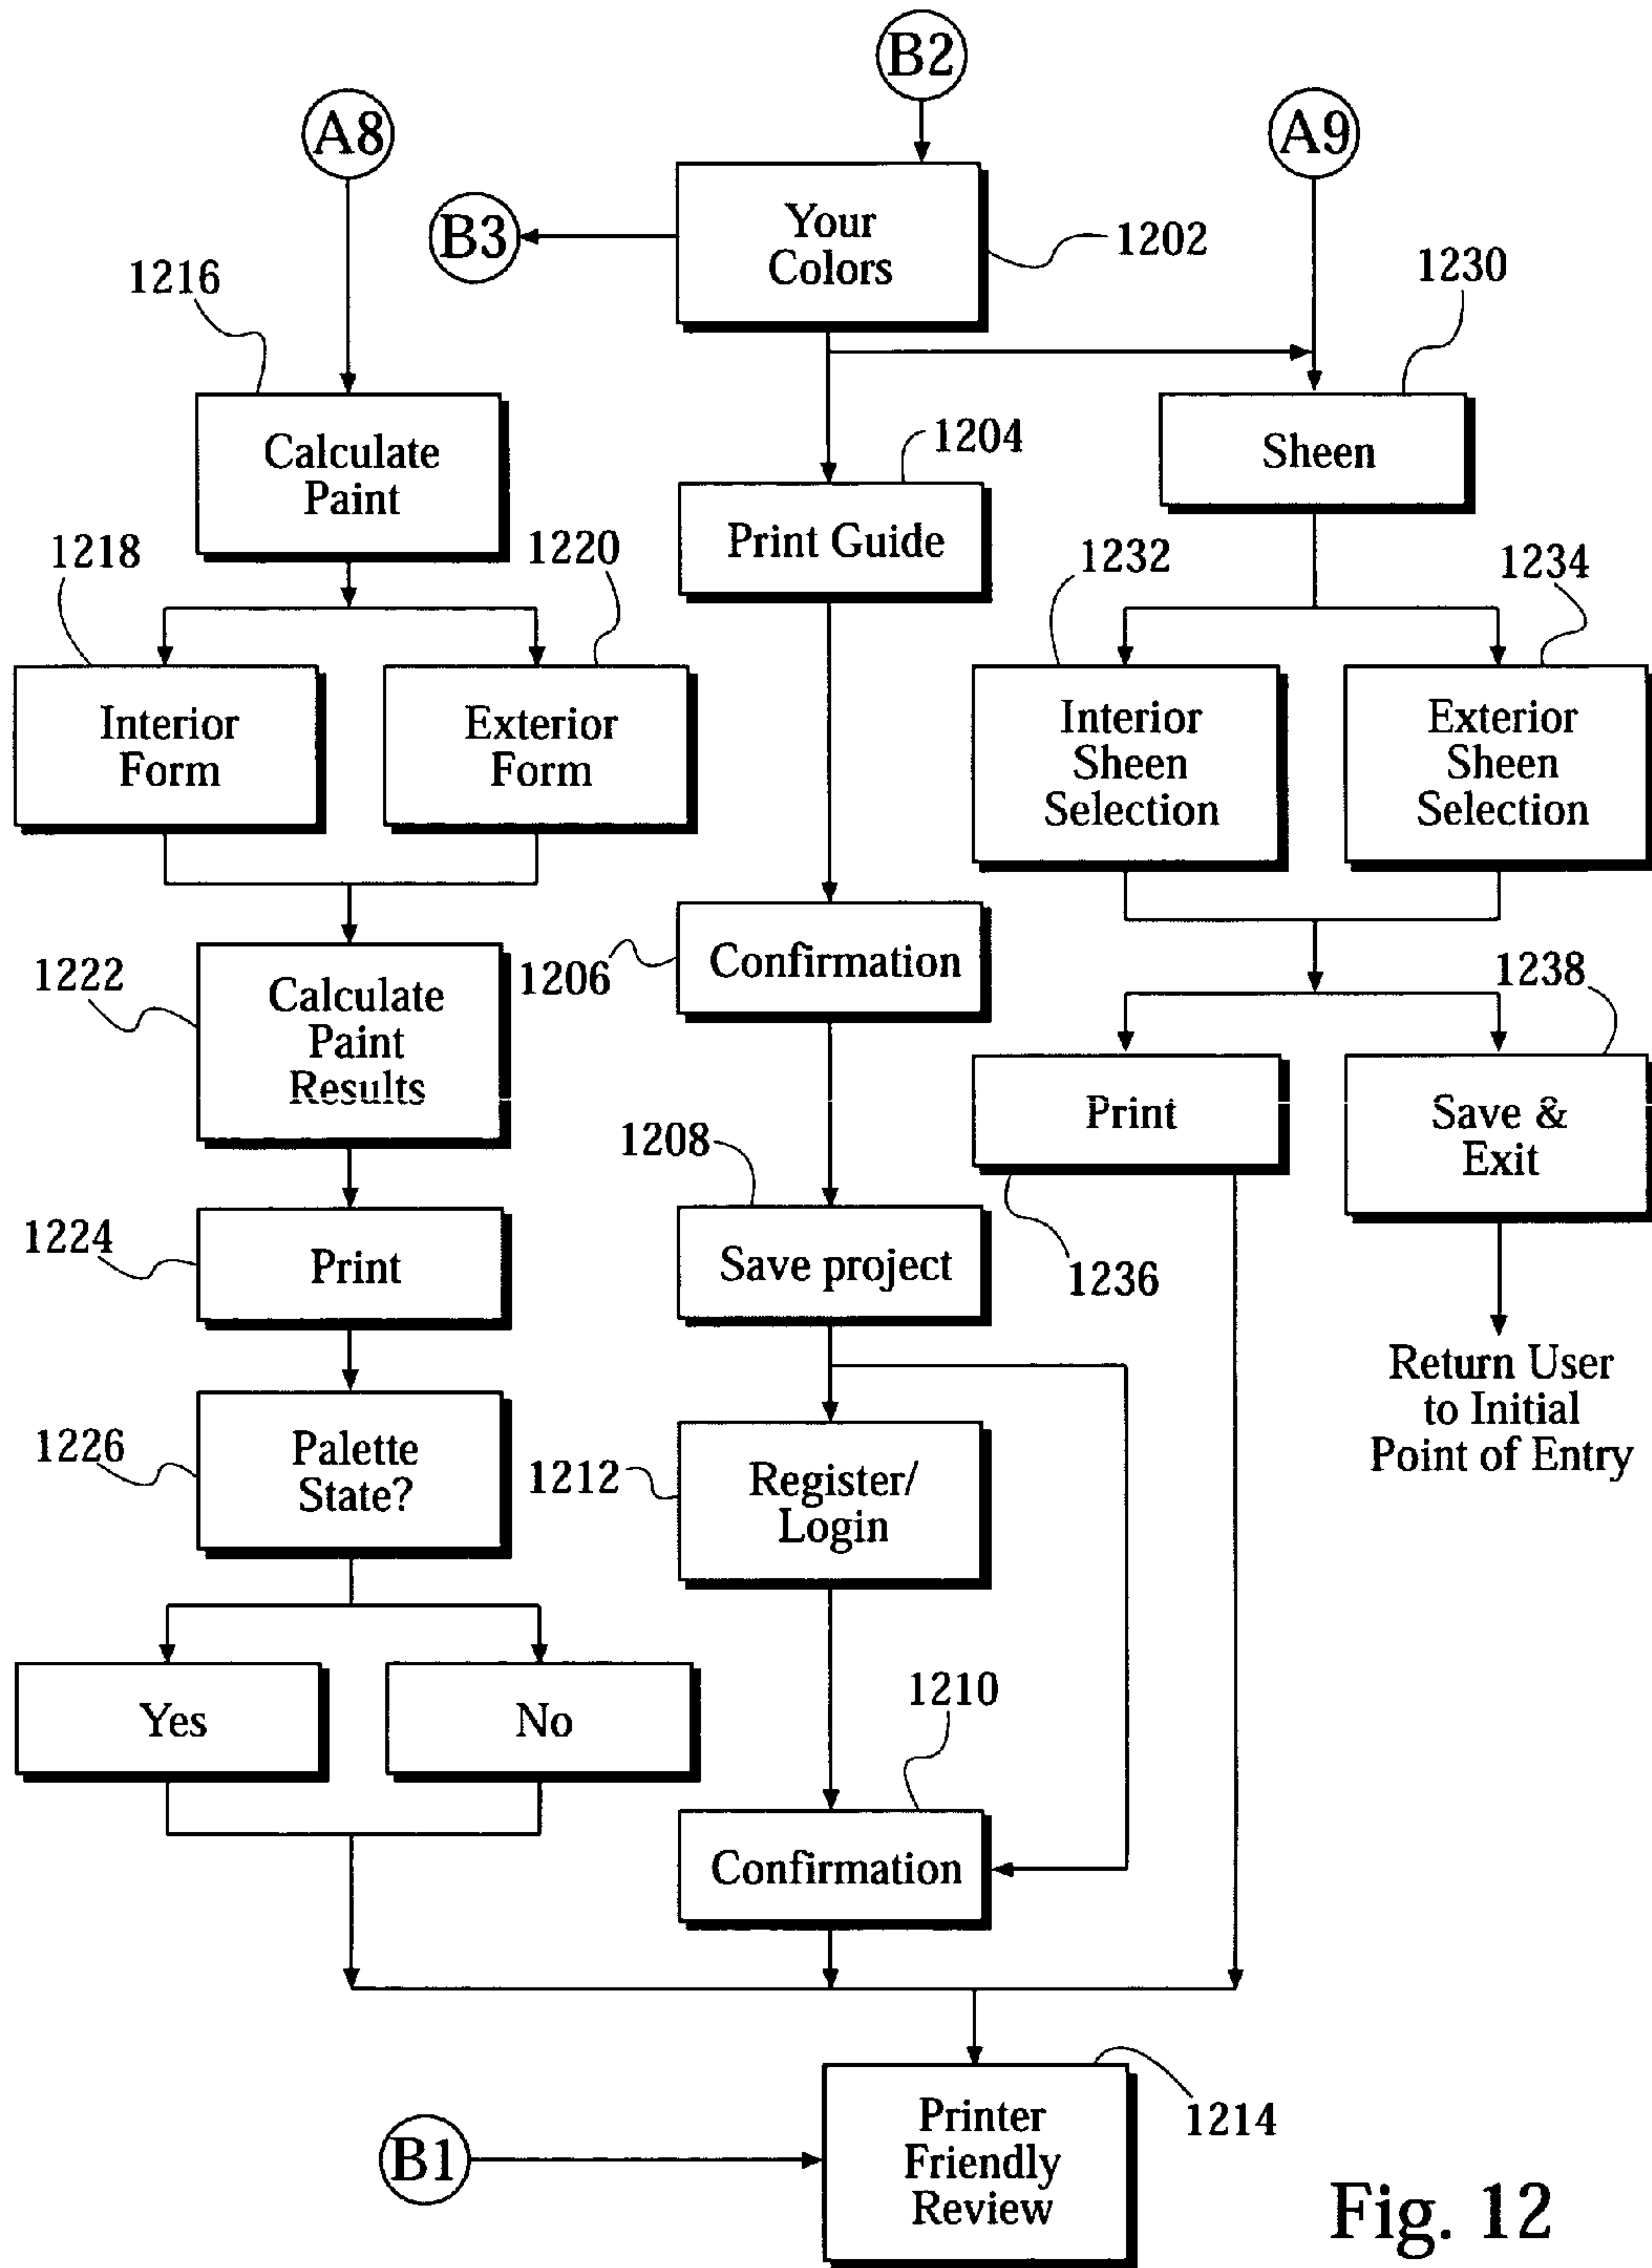 B2
A8
A9
Your
Colors
B3
1202
1216
1230
Calculate
Paint
1204
Sheen
Print Guide
1218
1220
1232
1234
Interior
Form
Exterior
Form
Interior
Sheen
Selection
Exterior
Sheen
Selection
1206
Confirmation
1222
Calculate
Paint
Results
1238
Print
Save &
Exit
1208
1224
Print
Save project
1236
Return User
to Initial
Point of Entry
1226
Palette
State?
1212
Register/
Login
Yes
No
1210
Confirmation
1214
Printer
Friendly
Review
B1
Fig. 12